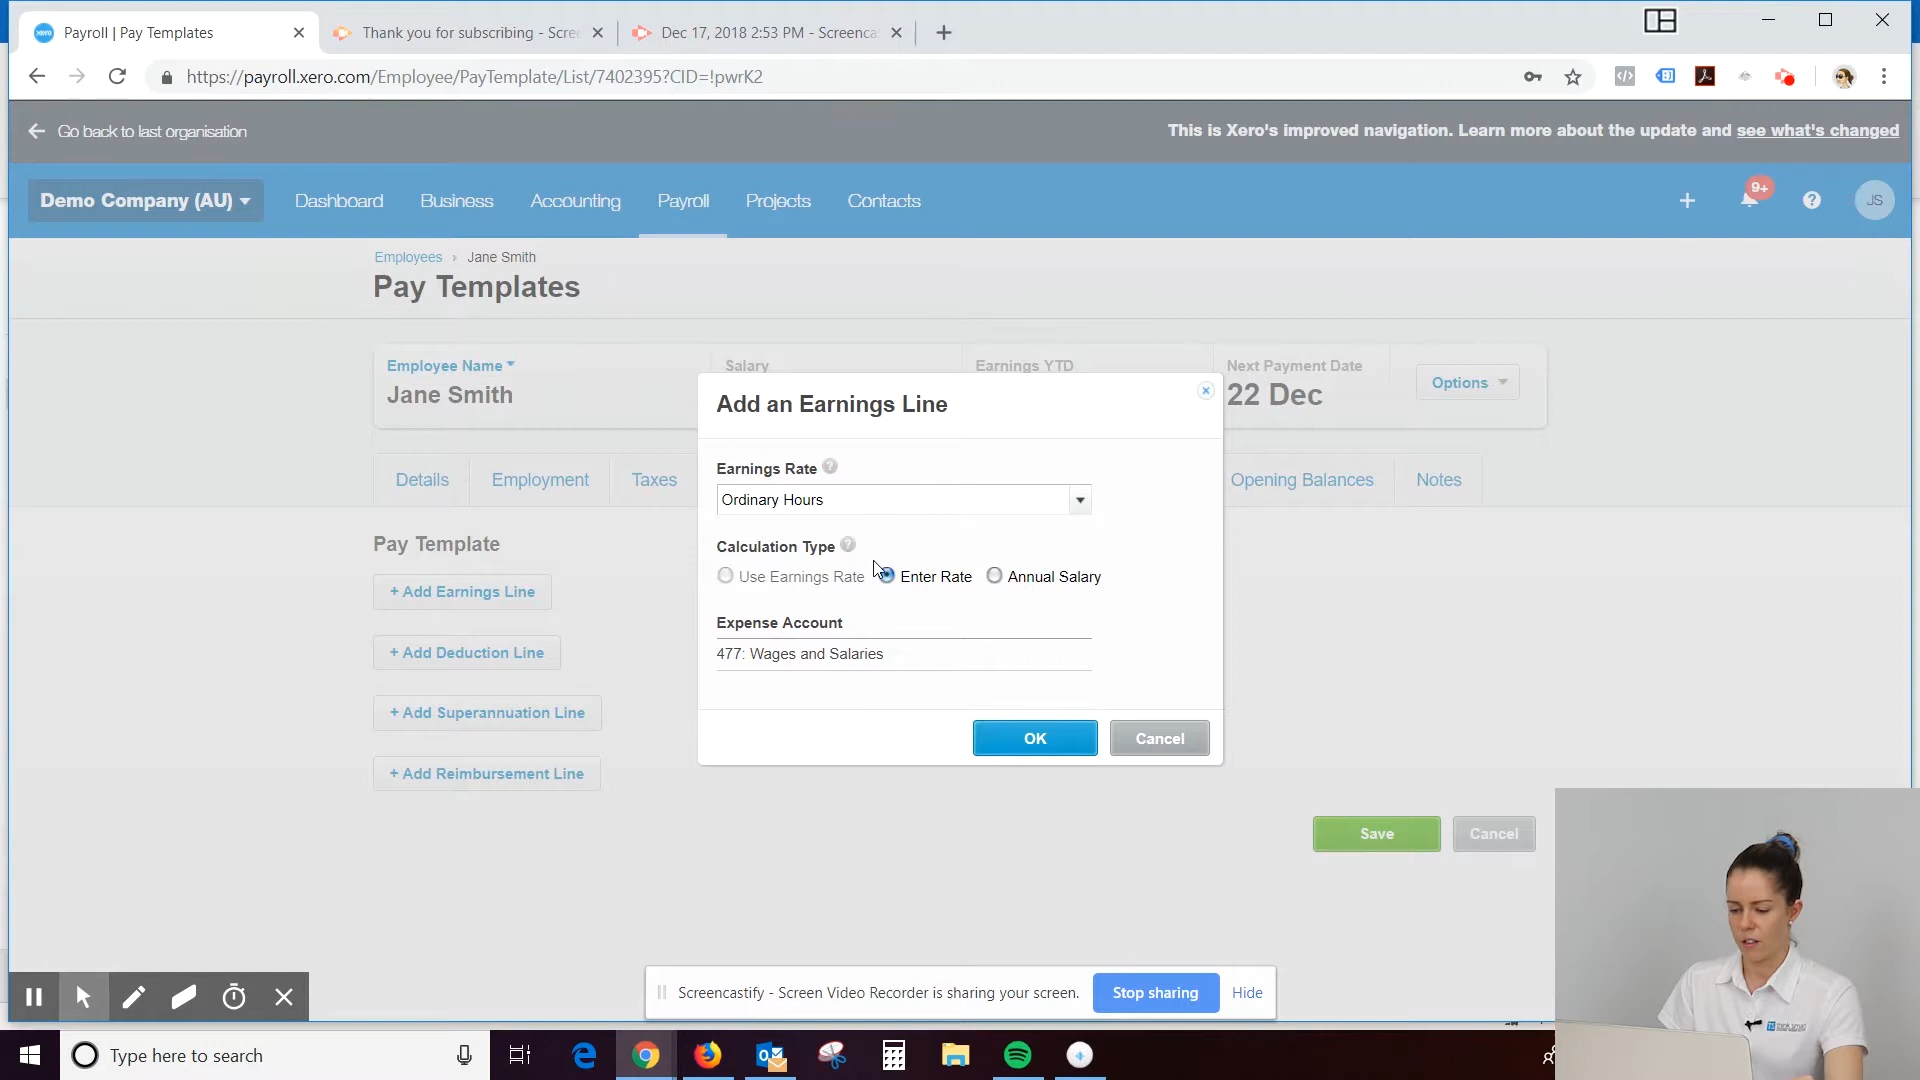 Payroll | Pay Templates
Thank you for subscribing - Scre
Dec 17, 2018 2:53 PM - Screenca
https://payroll.xero.com/Employee/PayTemplate/List/7402395?CID=!pwrK2
Go back to last organisation
This is Xero's improved navigation. Learn more about the update and see what's changed
Demo Company (AU)
Dashboard
Business
Accounting
Payroll
Projects
Contacts
9+
JS
Employees › Jane Smith
Pay Templates
Employee Name
Jane Smith
Salary
Earnings YTD
Next Payment Date
22 Dec
Options
Details
Employment
Taxes
Opening Balances
Notes
Pay Template
+ Add Earnings Line
+ Add Deduction Line
+ Add Superannuation Line
+ Add Reimbursement Line
Add an Earnings Line
Earnings Rate
Ordinary Hours
Calculation Type
Use Earnings Rate
Enter Rate
Annual Salary
Expense Account
477: Wages and Salaries
OK
Cancel
Save
Cancel
Screencastify - Screen Video Recorder is sharing your screen.
Stop sharing
Hide
Type here to search